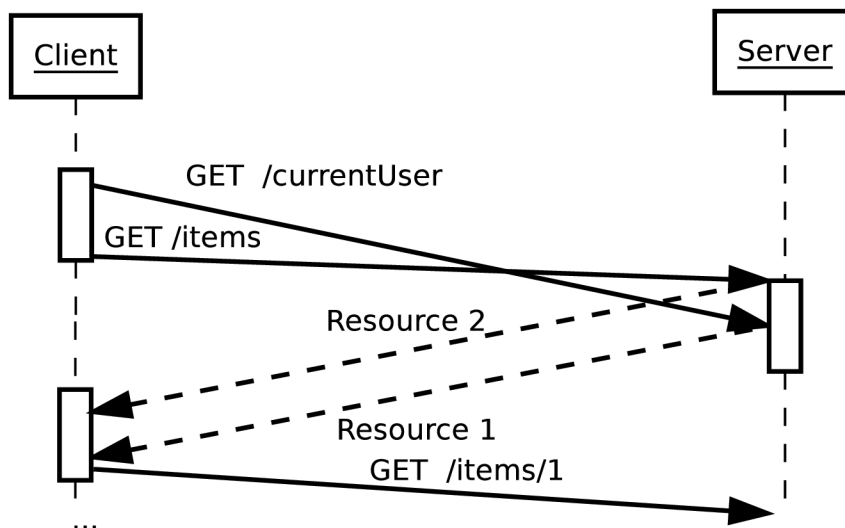 Client
Server
GET /currentUser
GET /items
Resource 2
Resource 1
GET /items/1
...